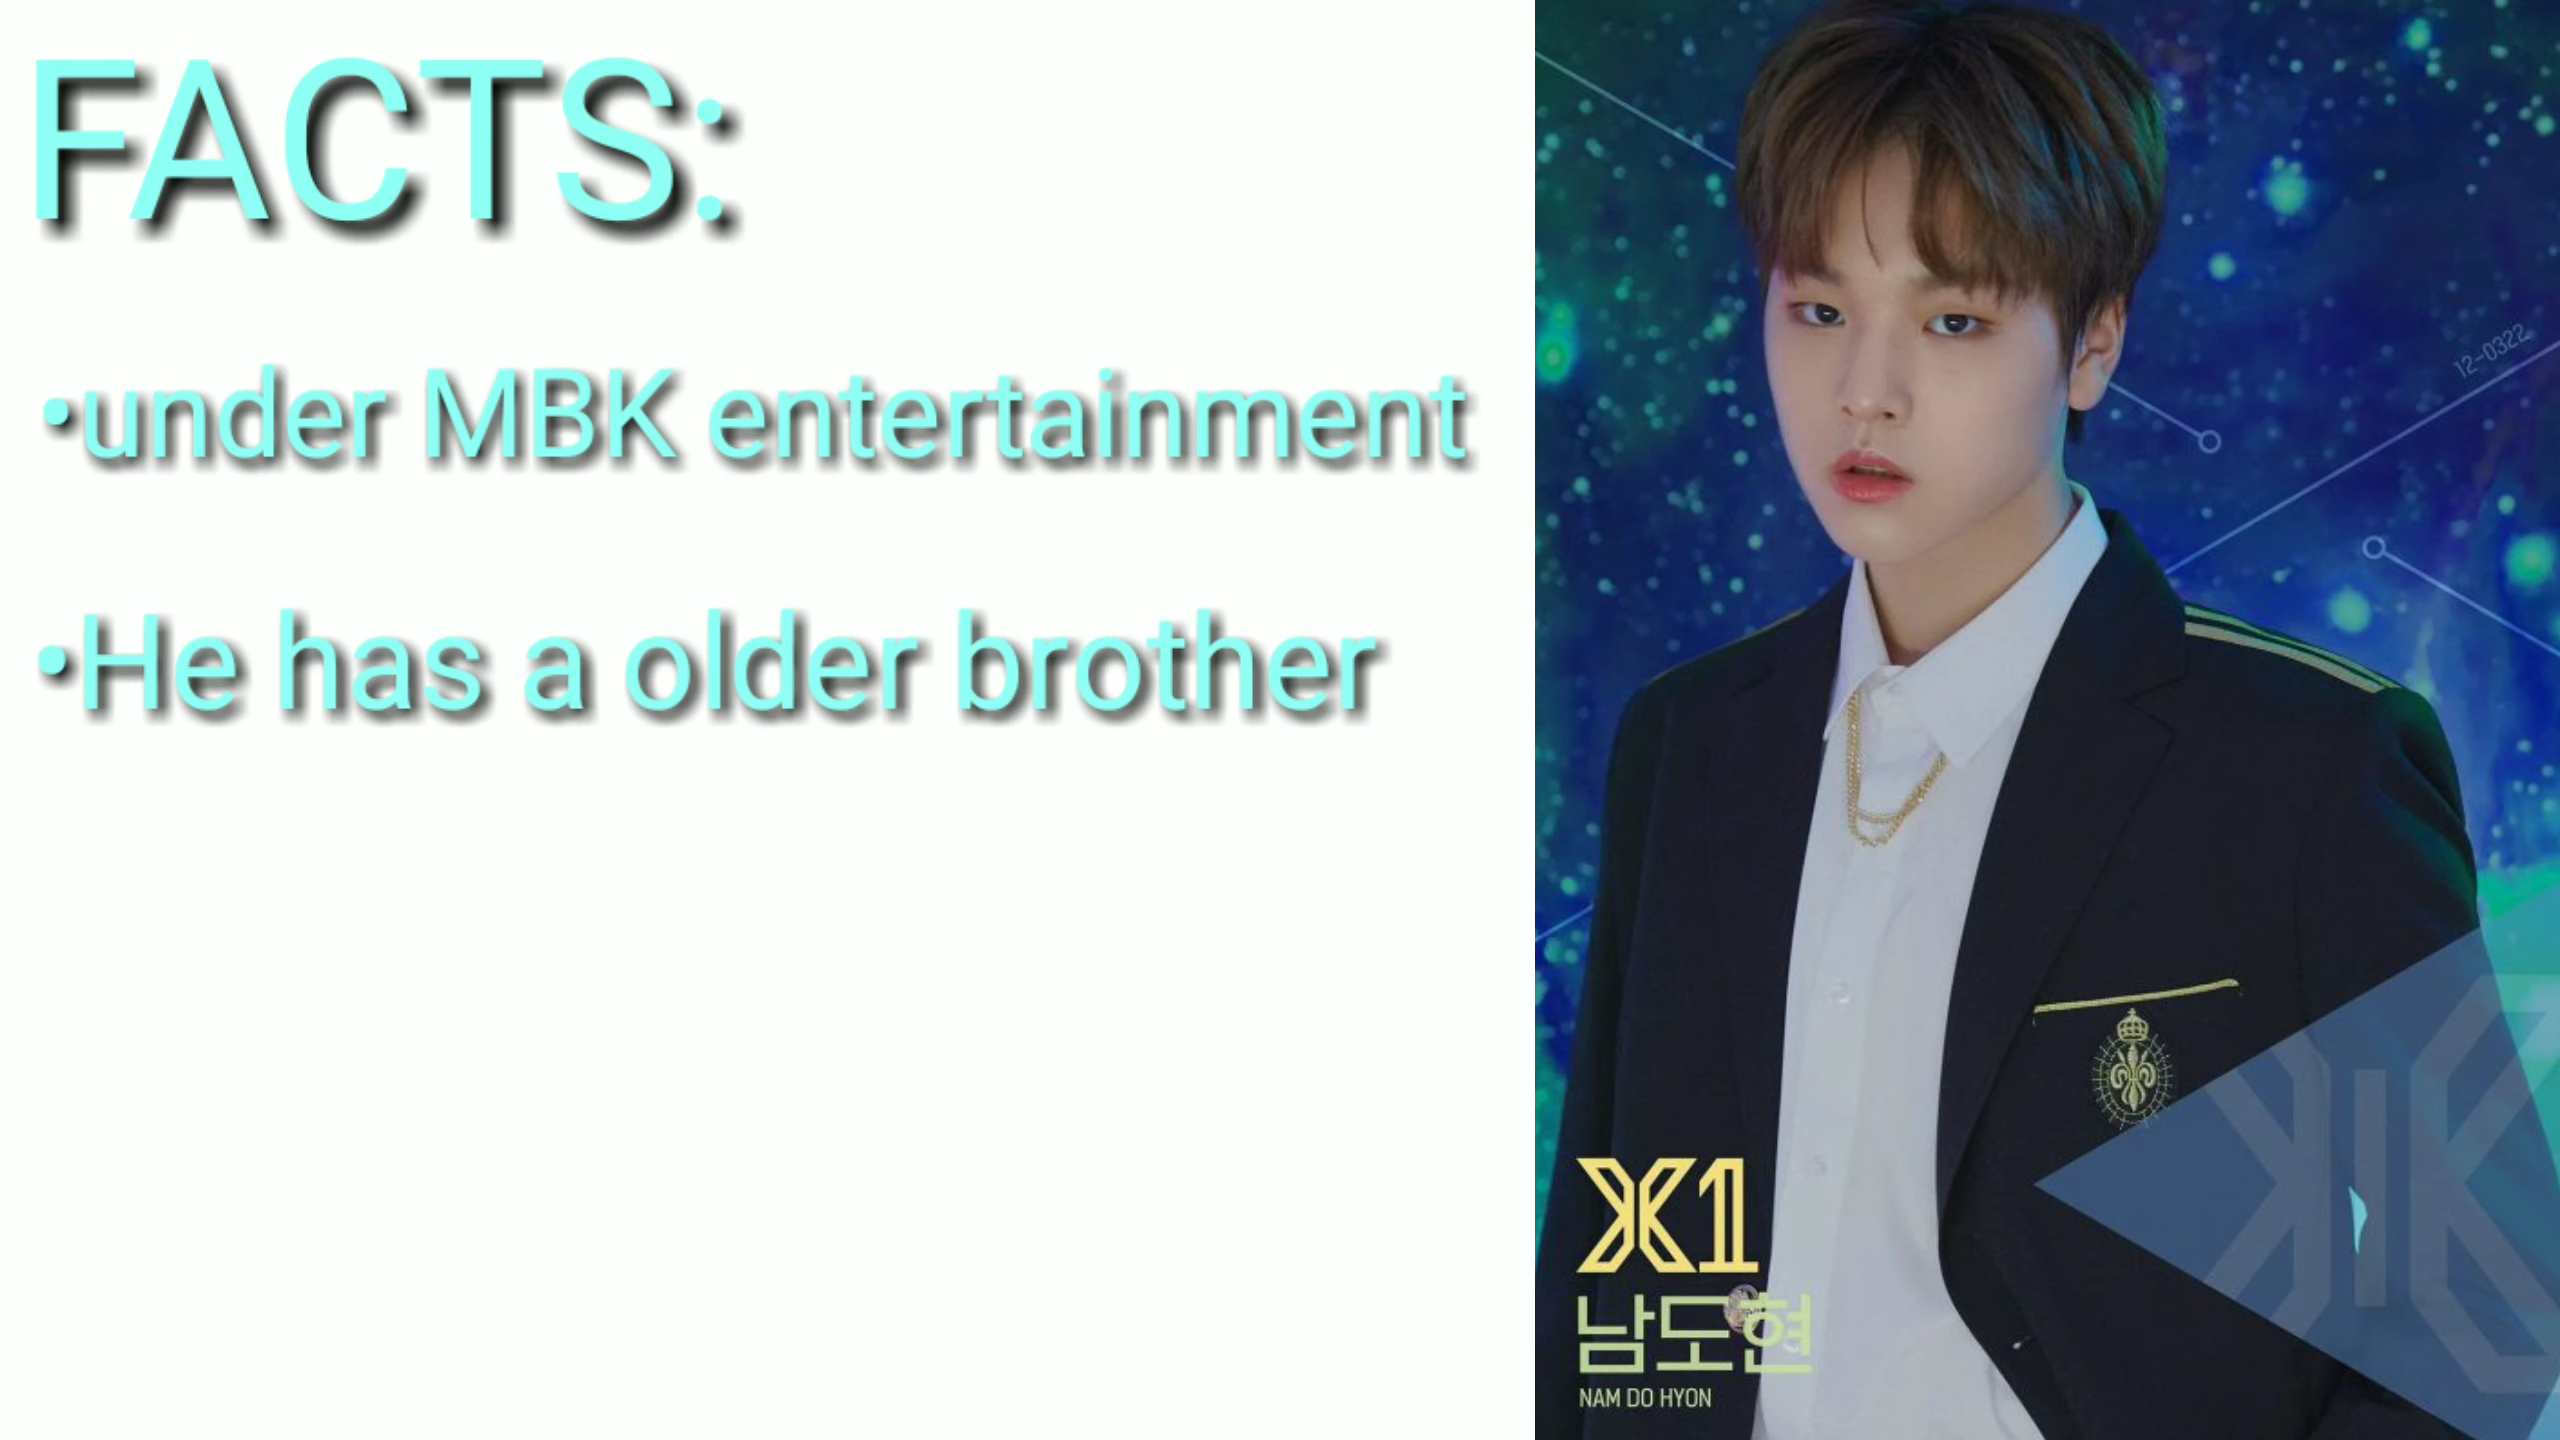 FACTS:
•under MBK entertainment
•He has a older brother
12-0322
X1
남도현
NAM DO HYON